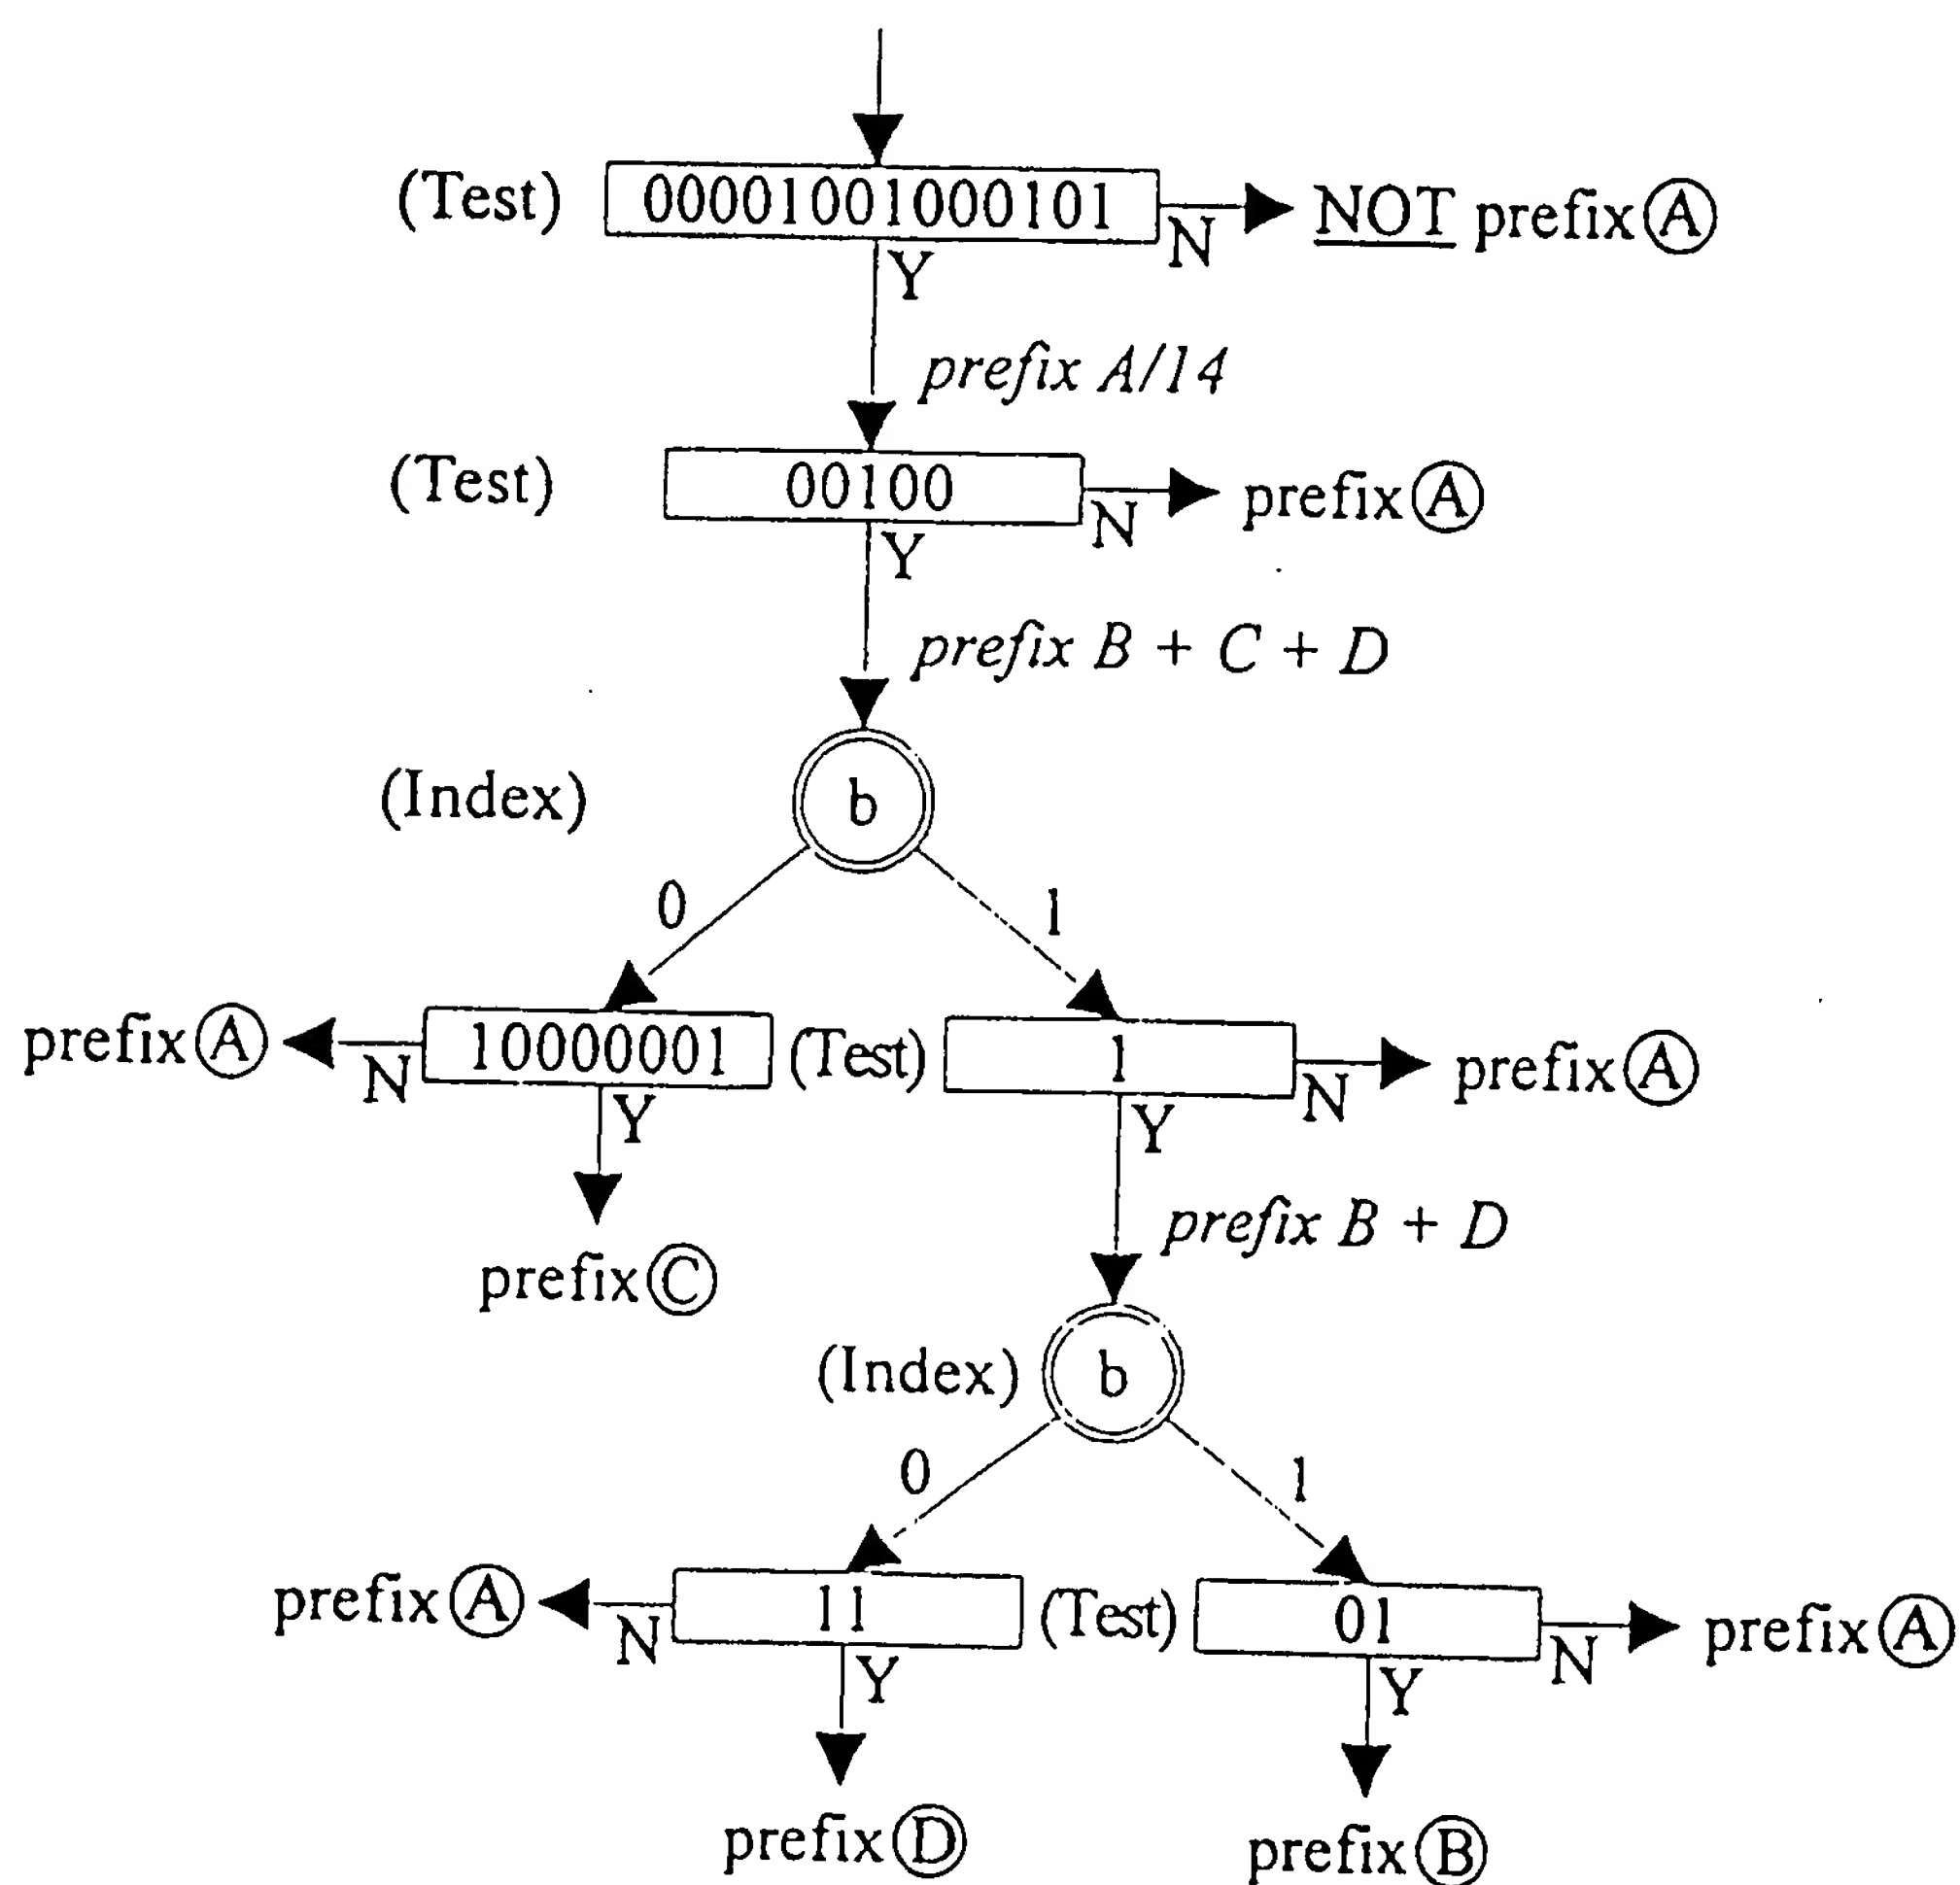 (Test) 00001001000101 N NOT prefix A
Y
prefix A/14
(Test) 00100 N prefix A
Y
prefix B + C + D
(Index) b
0 1
prefix A N 10000001 (Test) 1 N prefix A
Y Y
prefix B + D
prefix C
(Index) b
0 1
prefix A N 11 (Test) 01 N prefix A
Y Y
prefix D prefix B